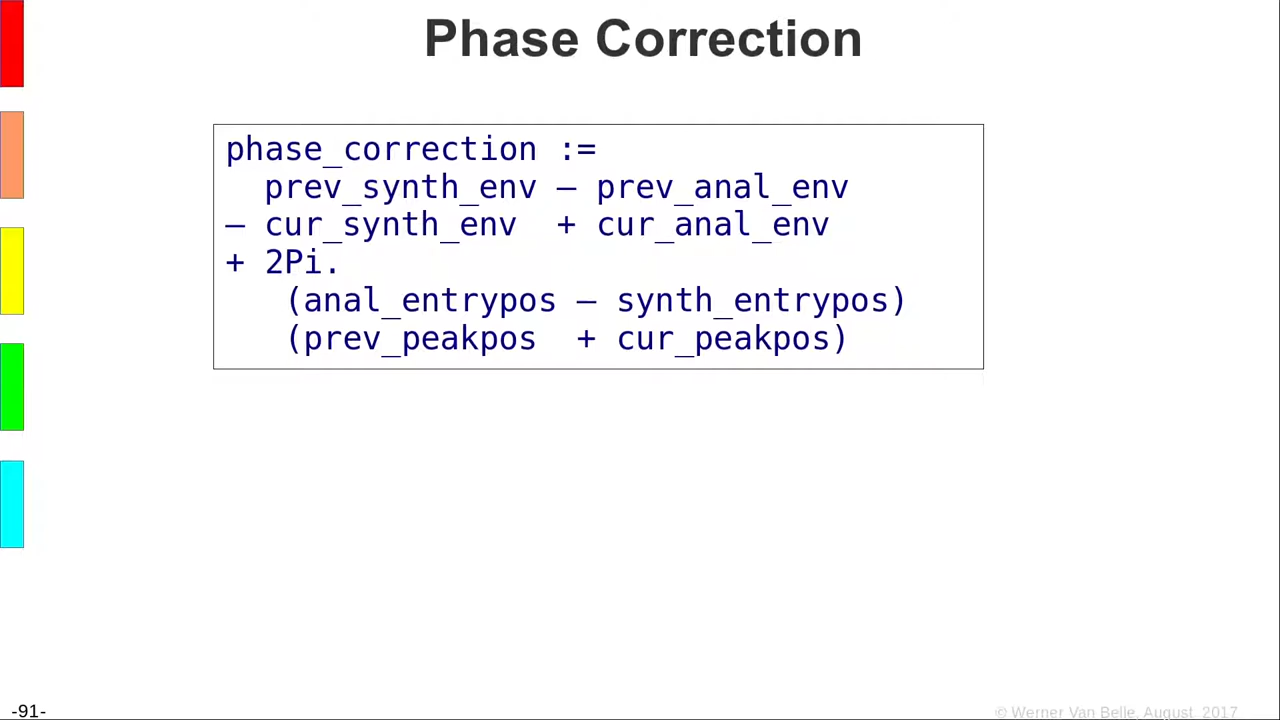 Phase Correction
phase_correction :=
prev_synth_env – prev_anal_env
– cur_synth_env + cur_anal_env
+ 2Pi.
(anal_entrypos – synth_entrypos)
(prev_peakpos + cur_peakpos)
-91-
© Werner Van Belle, August, 2017